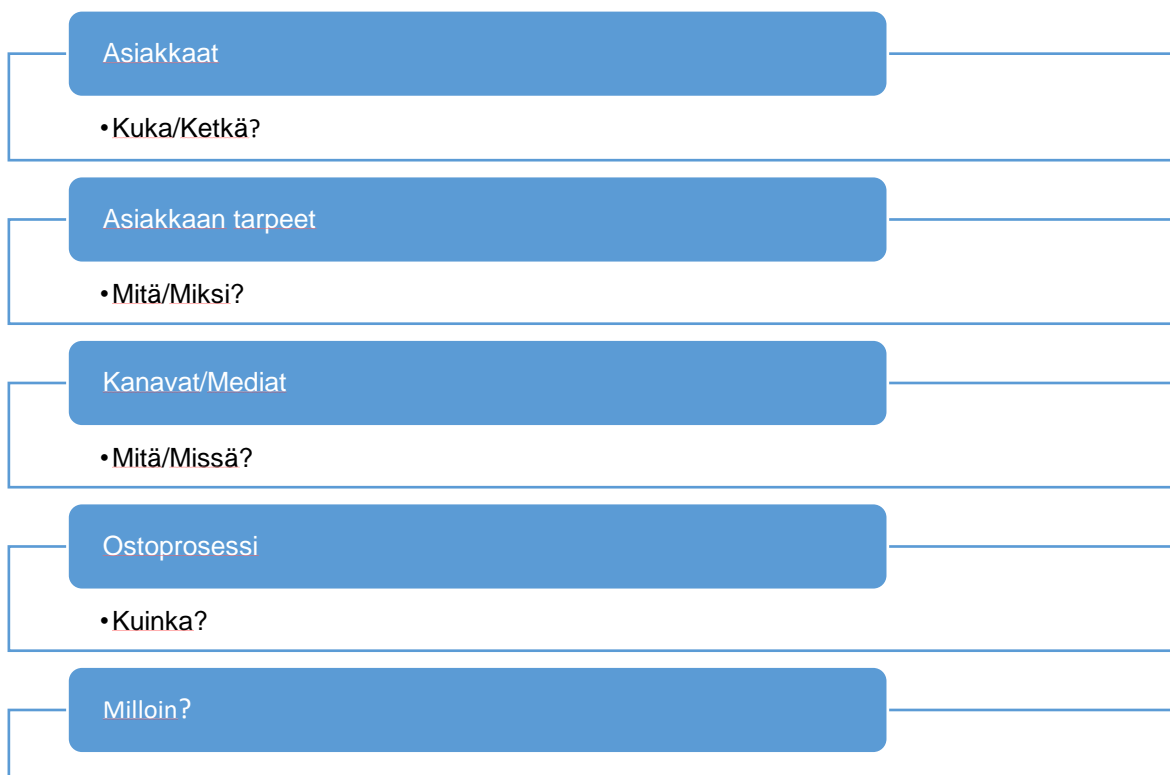 Asiakkaat
•Kuka/Ketkä?
Asiakkaan tarpeet
•Mitä/Miksi?
Kanavat/Mediat
•Mitä/Missä?
Ostoprosessi
•Kuinka?
Milloin?